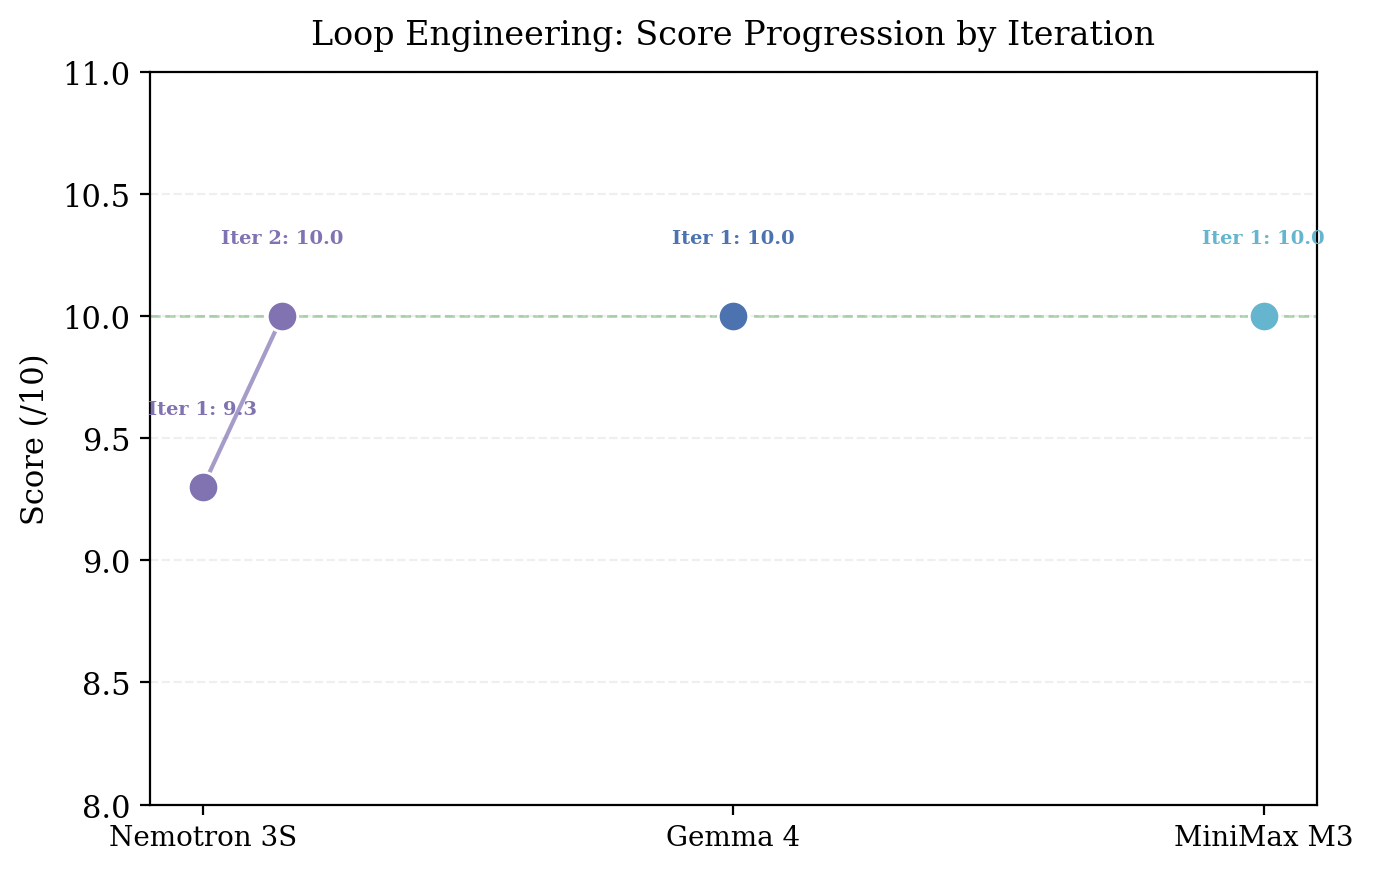 Loop Engineering: Score Progression by Iteration
11.0
10.5
Iter 2: 10.0
Iter 1: 10.0
Iter 1: 10.0
10.0
Score (/10)
Iter 1: 9.3
9.5
9.0
8.5
8.0
Nemotron 3S
Gemma 4
MiniMax M3